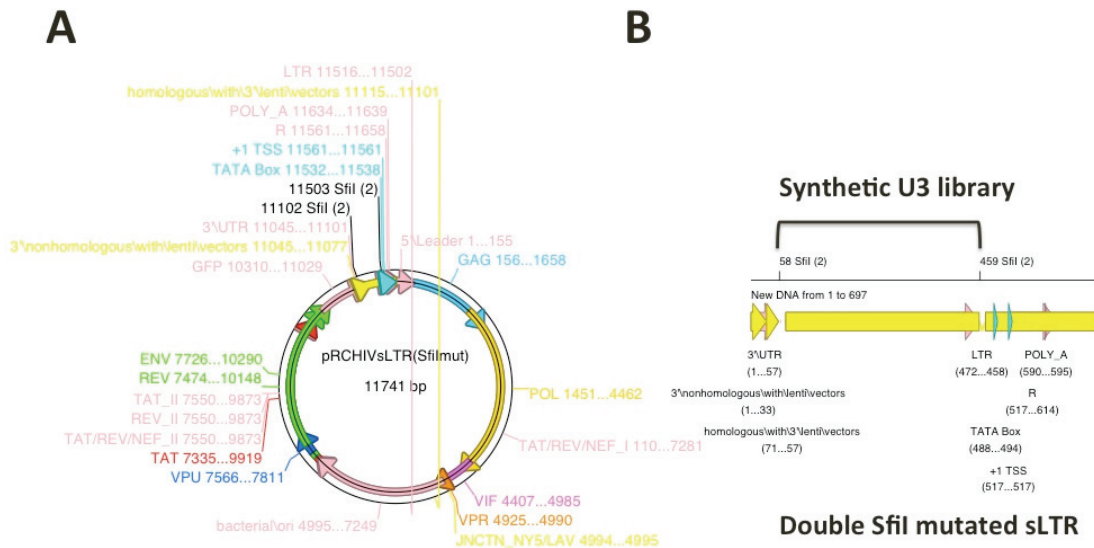 A
LTR 11516...11502
homologous\with\3'\lenti\vectors 11115...11101
POLY_A 11634...11639
R 11561...11658
+1 TSS 11561...11561
TATA Box 11532...11538
11503 SfiI (2)
11102 SfiI (2)
3'\UTR 11045...11101
3'\nonhomologous\with\lenti\vectors 11045...11077
GFP 10310...11029
5'\Leader 1...155
GAG 156...1658
pRCHIVsLTR(SfiImut)
11741 bp
ENV 7726...10290
REV 7474...10148
TAT_II 7550...9873
REV_II 7550...9873
TAT/REV/NEF_II 7550...9873
TAT 7335...9919
VPU 7566...7811
bacterial\ori 4995...7249
POL 1451...4462
TAT/REV/NEF_I 110...7281
VIF 4407...4985
VPR 4925...4990
JNCTN_NY5/LAV 4994...4995
B
Synthetic U3 library
58 SfiI (2)
459 SfiI (2)
New DNA from 1 to 697
3'\UTR
(1...57)
LTR
(472...458)
POLY_A
(590...595)
3'\nonhomologous\with\lenti\vectors
(1...33)
R
(517...614)
homologous\with\3'\lenti\vectors
(71...57)
TATA Box
(488...494)
+1 TSS
(517...517)
Double SfiI mutated sLTR